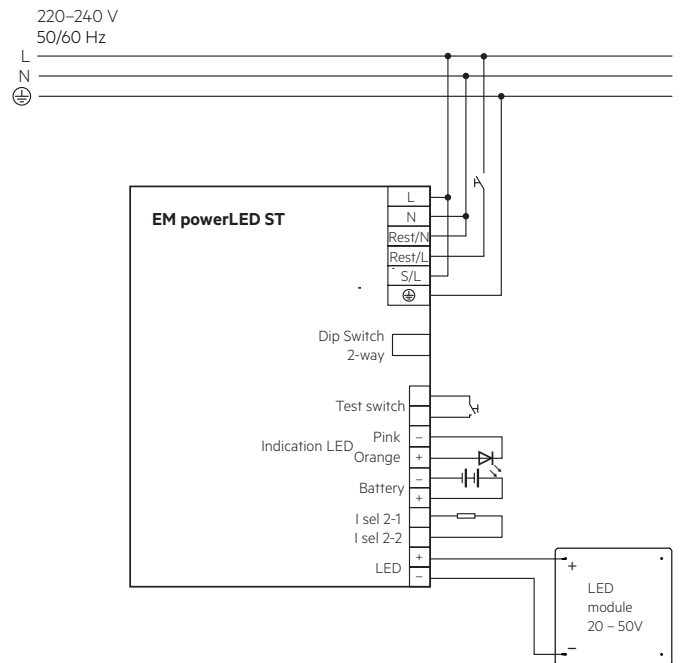 220–240 V
50/60 Hz
L
N
EM powerLED ST
L
N
Rest/N
Rest/L
S/L
Dip Switch
2-way
Test switch
Indication LED
Pink –
Orange +
Battery
–
+
I sel 2-1
I sel 2-2
LED
+
–
+
LED
module
20 – 50V
–